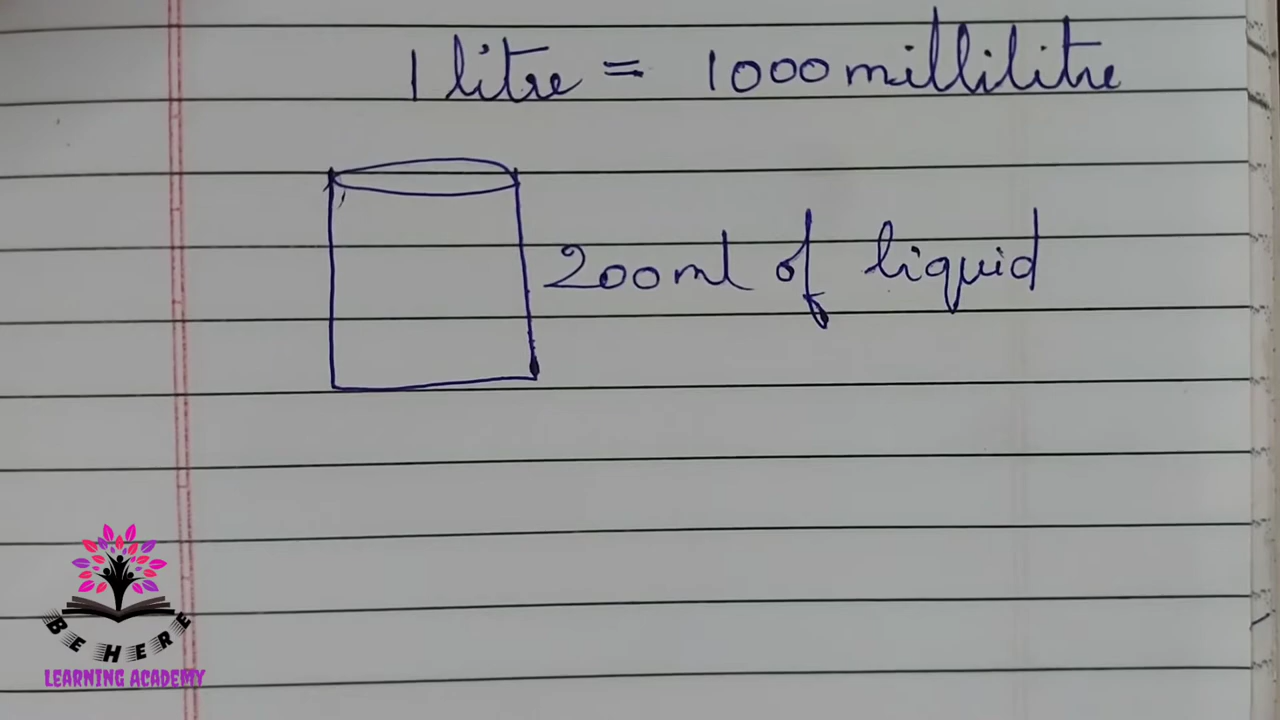 1 litre = 1000 millilitre
200ml of liquid
BE HERE
LEARNING ACADEMY